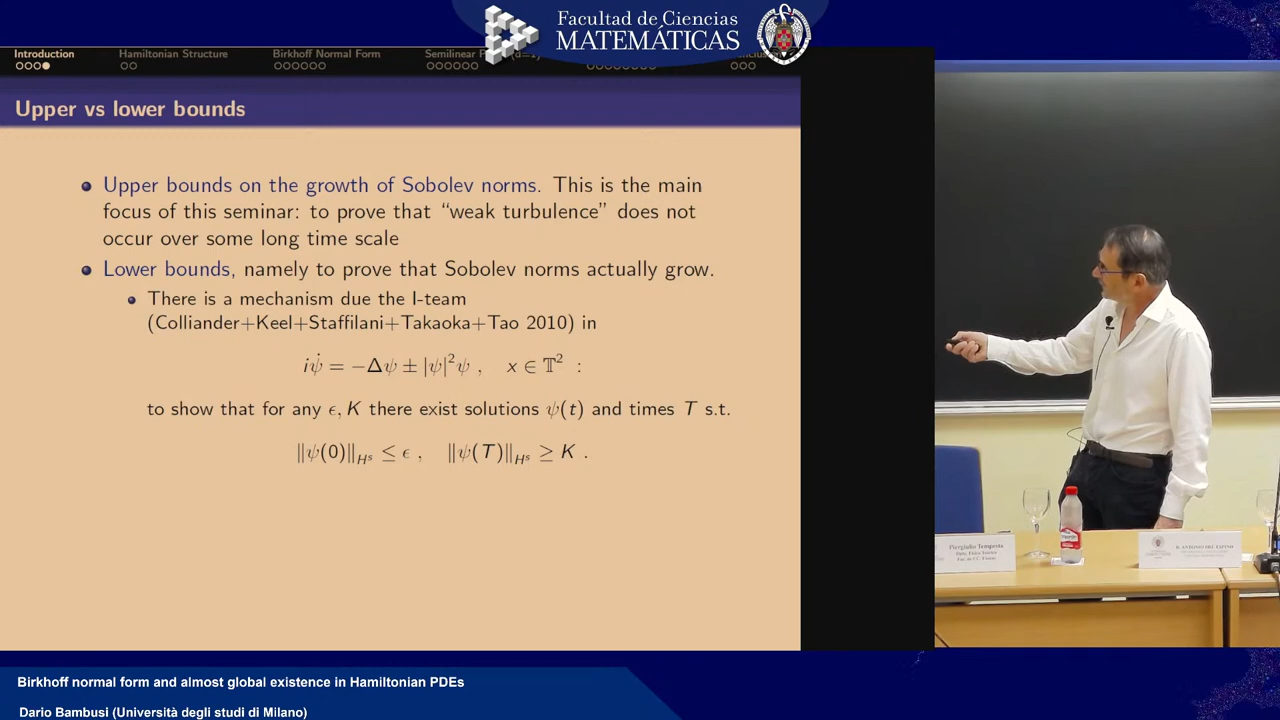 Facultad de Ciencias
MATEMÁTICAS
Introduction
Hamiltonian Structure
Birkhoff Normal Form
Semilinear
(d=1)
Upper vs lower bounds
Upper bounds on the growth of Sobolev norms. This is the main
focus of this seminar: to prove that “weak turbulence” does not
occur over some long time scale
Lower bounds, namely to prove that Sobolev norms actually grow.
There is a mechanism due the I-team
(Colliander+Keel+Staffilani+Takaoka+Tao 2010) in
iψ̇ = −Δψ ± |ψ|²ψ , x ∈ 𝕋² :
to show that for any ϵ, K there exist solutions ψ(t) and times T s.t.
‖ψ(0)‖_{H^s} ≤ ϵ , ‖ψ(T)‖_{H^s} ≥ K .
Piergiulio Tempesta
Birkhoff normal form and almost global existence in Hamiltonian PDEs
Dario Bambusi (Università degli studi di Milano)